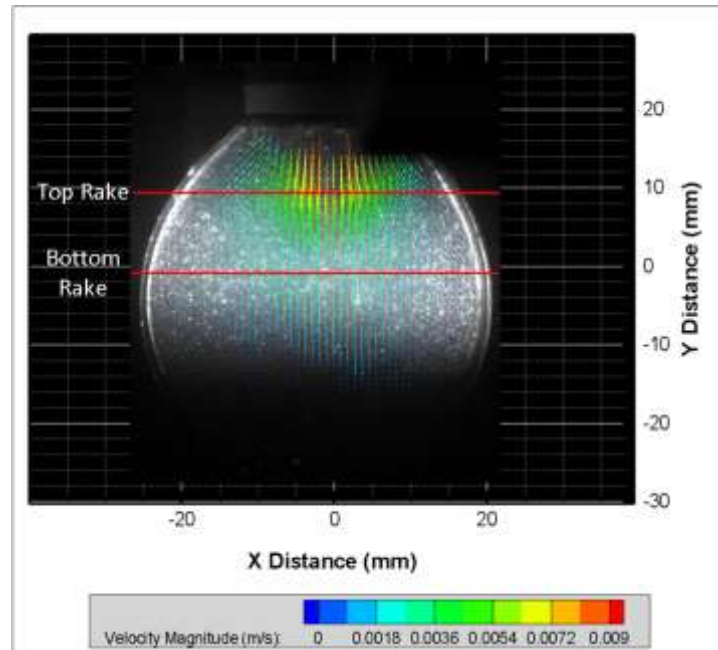 20
Top Rake
10
Bottom
Rake
0
-10
-20
-30
Y Distance (mm)
-20 0 20
X Distance (mm)
Velocity Magnitude (m/s): 0 0.0018 0.0036 0.0054 0.0072 0.009